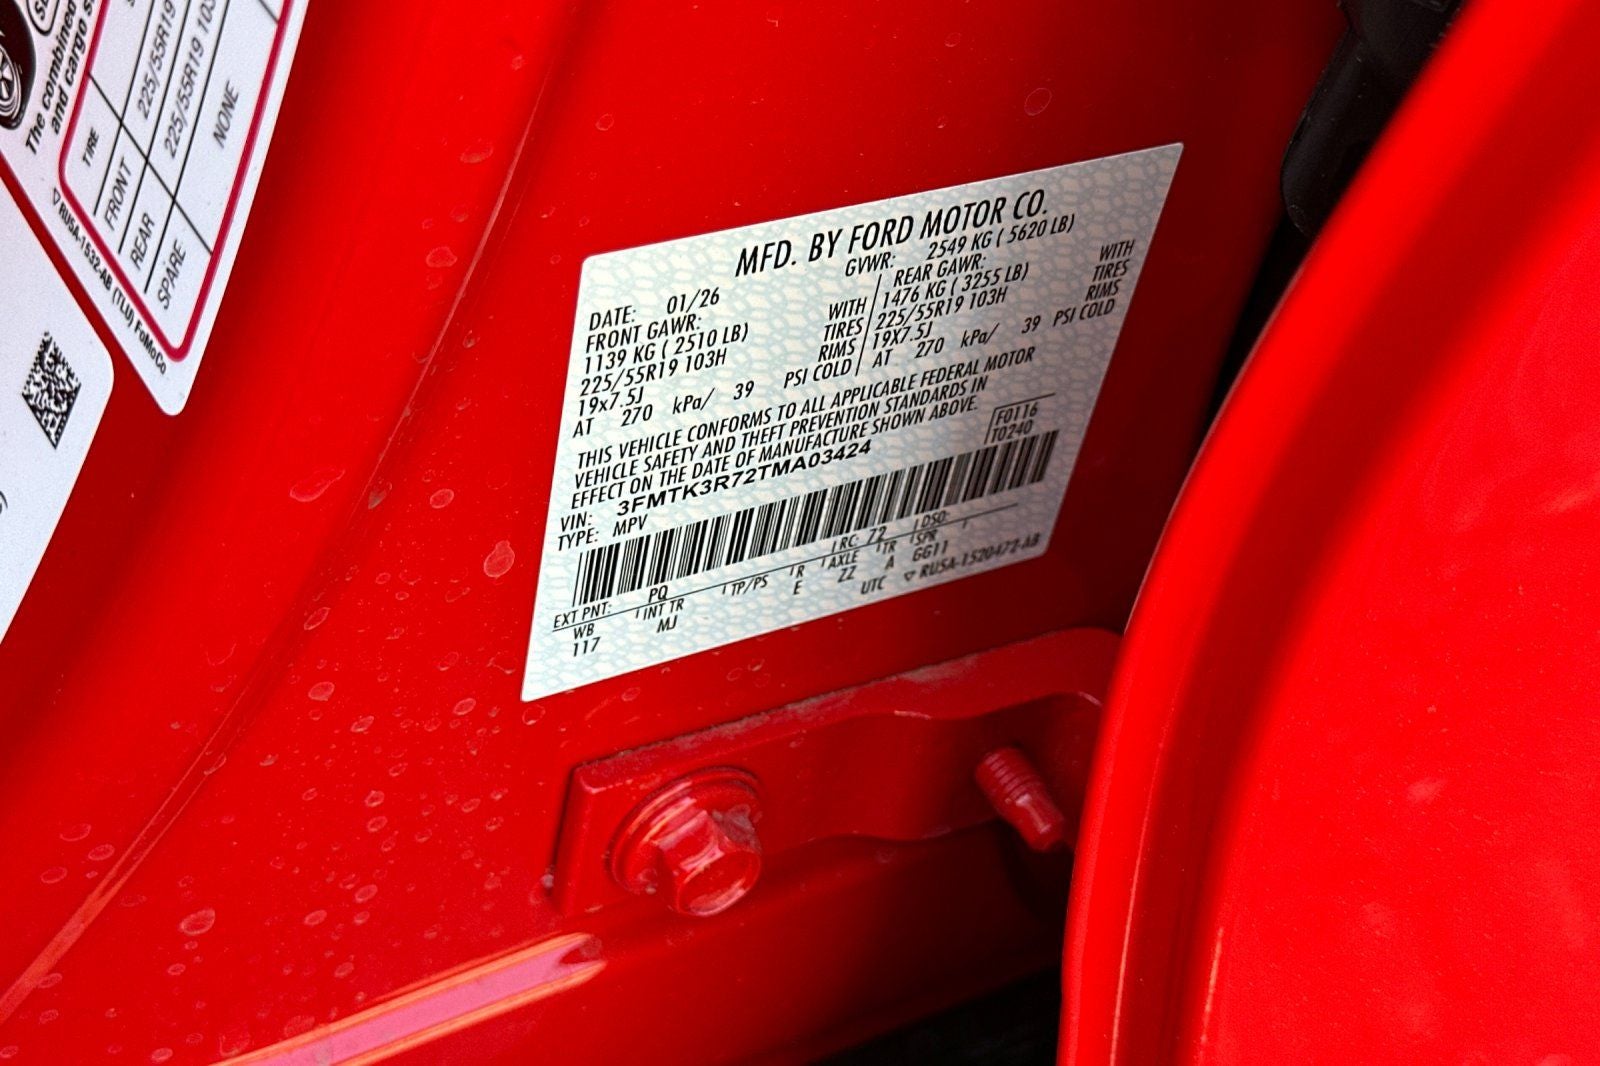 The combined
and cargo s
TIRE
FRONT 225/55R19
REAR 225/55R19 103
SPARE NONE
RUSA-1532-AB (TLU) FoMoCo
MFD. BY FORD MOTOR CO.
DATE: 01/26 GVWR: 2549 KG ( 5620 LB)
FRONT GAWR: REAR GAWR:
1139 KG ( 2510 LB) WITH 1476 KG ( 3255 LB) WITH
225/55R19 103H TIRES 225/55R19 103H TIRES
19x7.5J RIMS 19X7.5J RIMS
AT 270 kPa/ 39 PSI COLD AT 270 kPa/ 39 PSI COLD
THIS VEHICLE CONFORMS TO ALL APPLICABLE FEDERAL MOTOR
VEHICLE SAFETY AND THEFT PREVENTION STANDARDS IN
EFFECT ON THE DATE OF MANUFACTURE SHOWN ABOVE.
F0116
T0240
VIN: 3FMTK3R72TMA03424
TYPE: MPV
EXT PNT: PQ RC: 72 DSO:
WB INT TR TP/PS R AXLE TR SPR
117 MJ E ZZ A GG11
UTC RUSA-1520472-AB